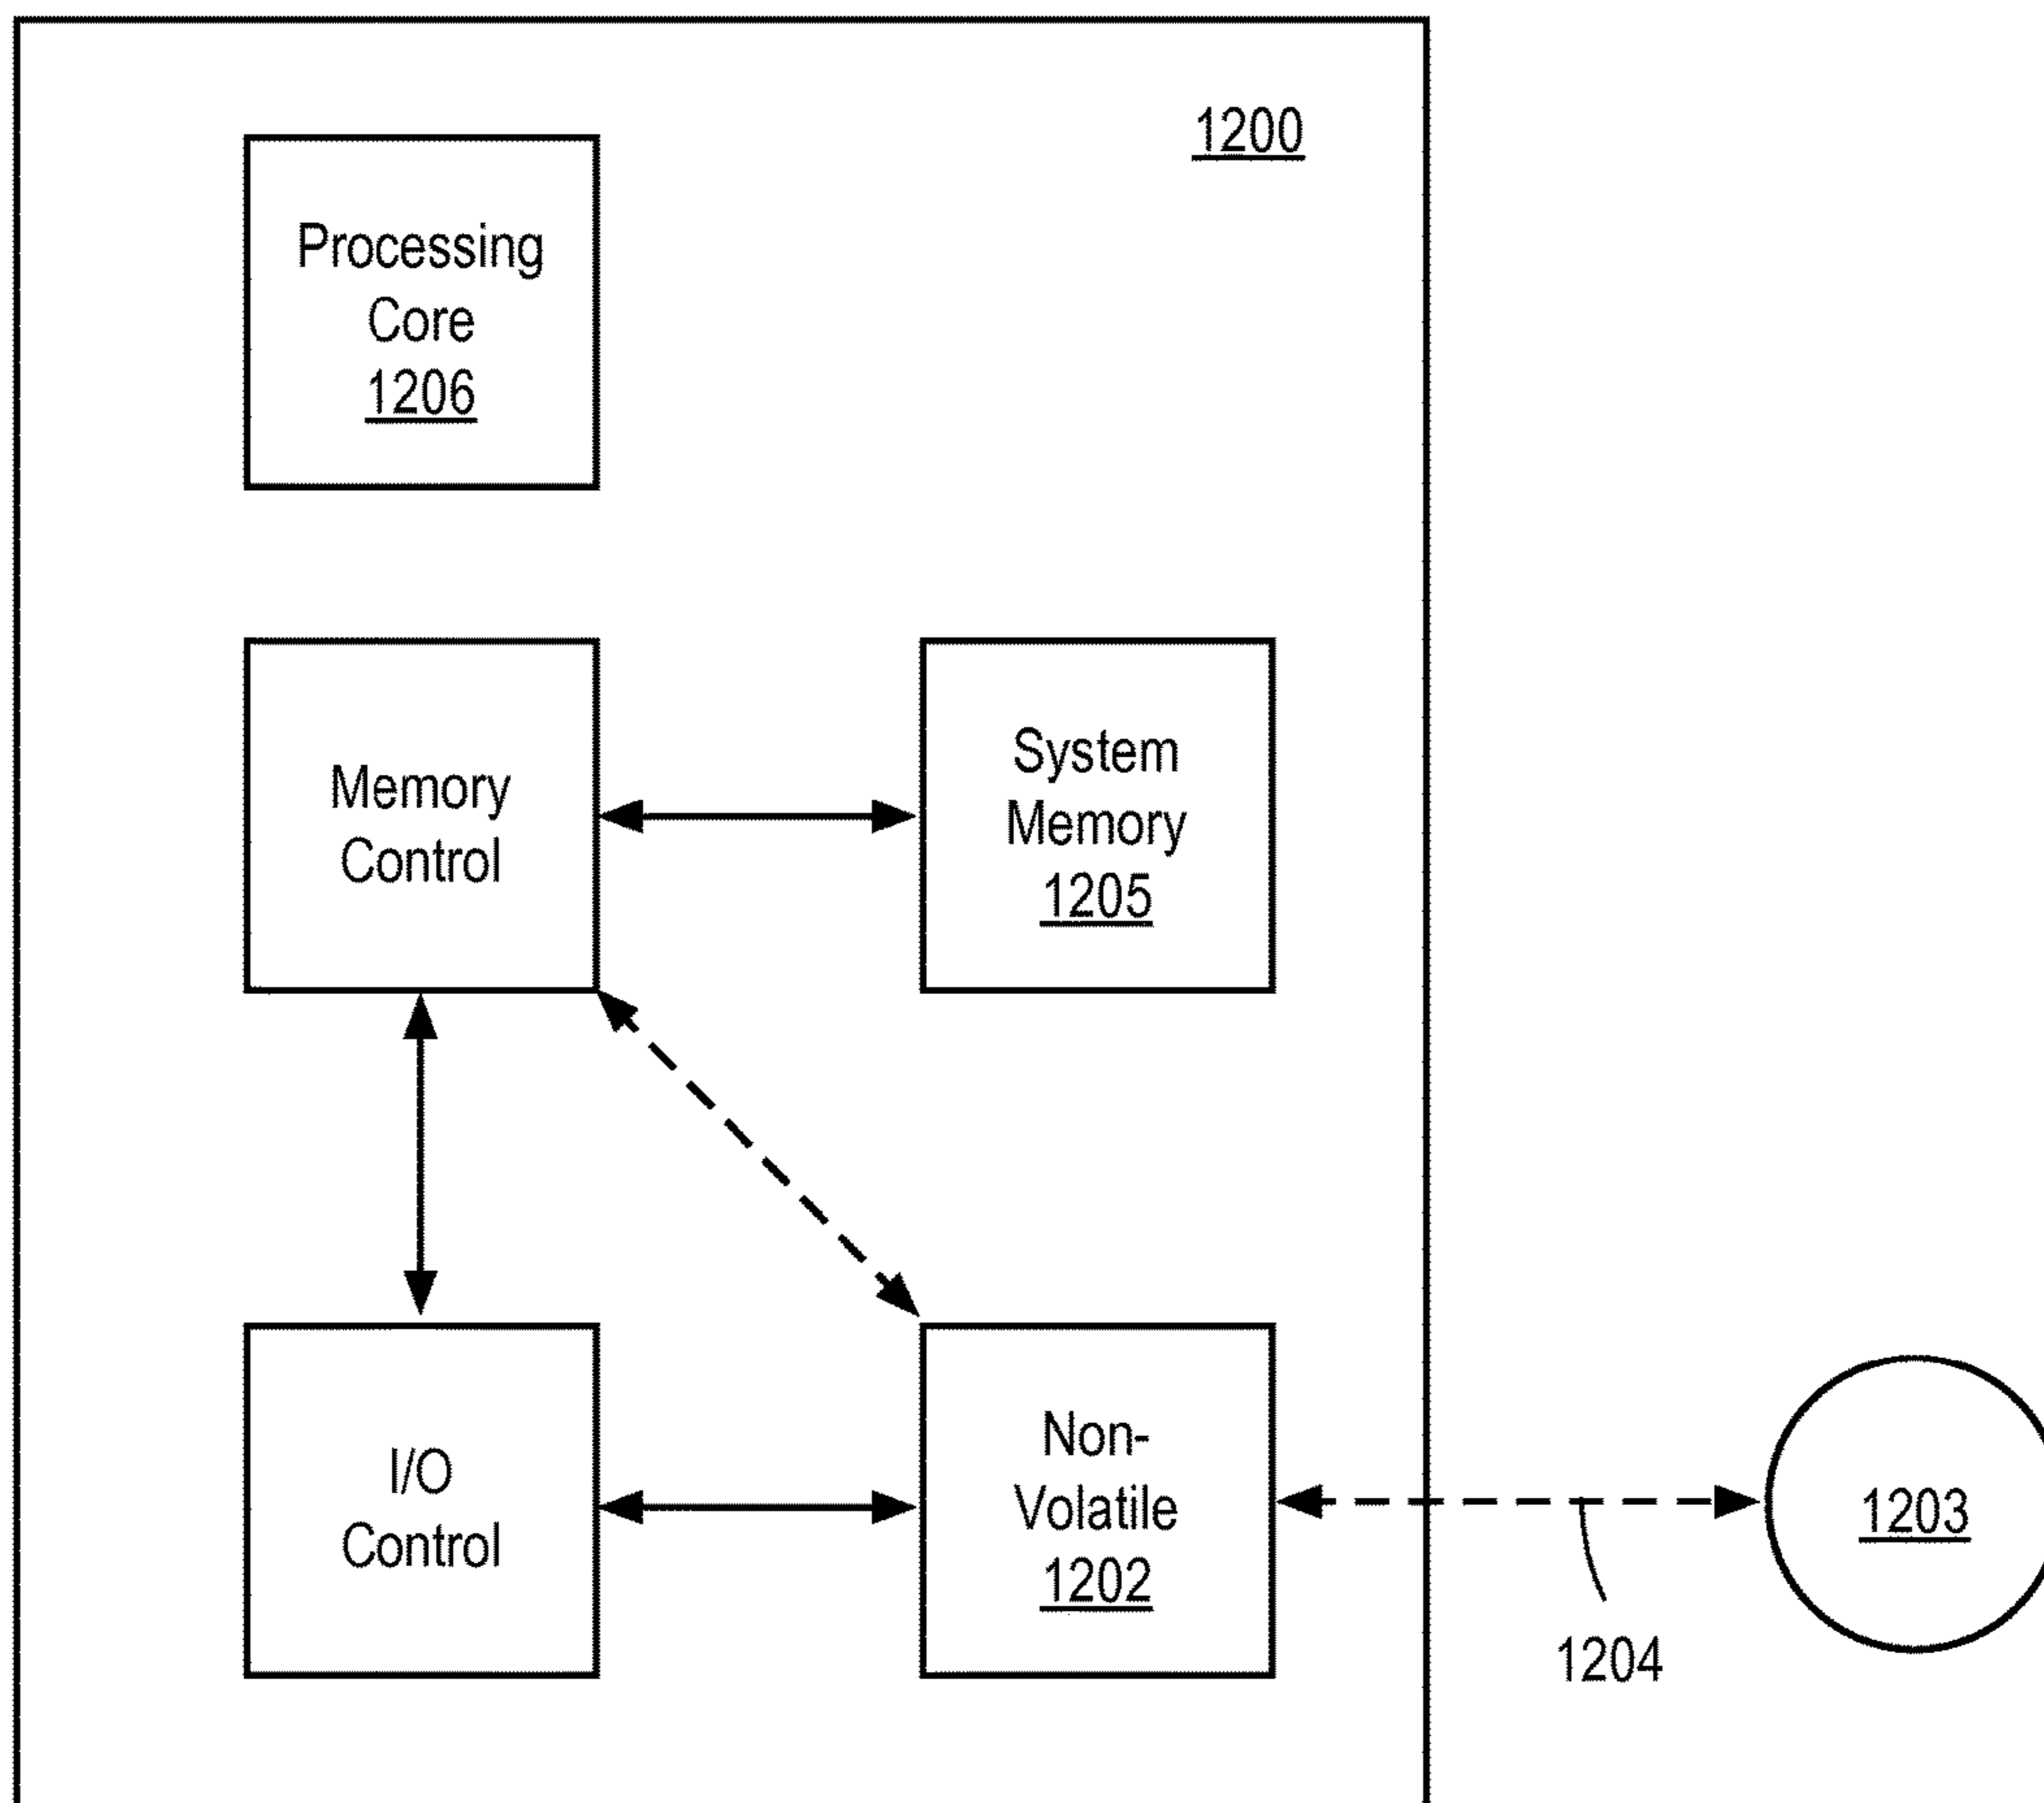 1200
Processing
Core
1206
Memory
Control
System
Memory
1205
I/O
Control
Non-
Volatile
1202
1203
1204